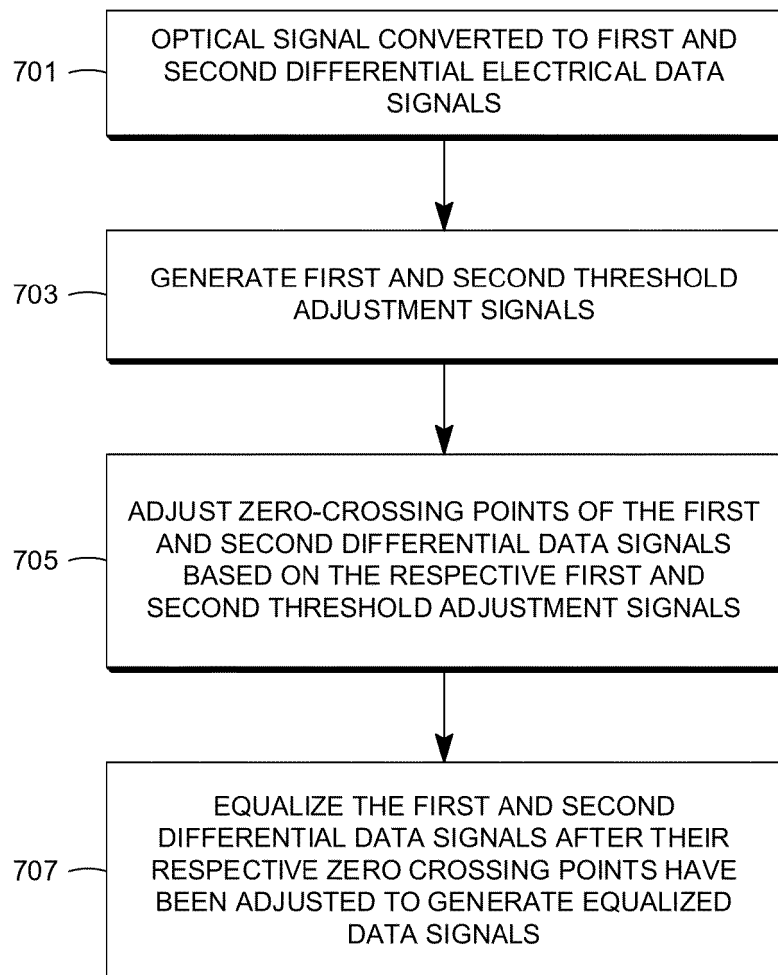 701
OPTICAL SIGNAL CONVERTED TO FIRST AND
SECOND DIFFERENTIAL ELECTRICAL DATA
SIGNALS
703
GENERATE FIRST AND SECOND THRESHOLD
ADJUSTMENT SIGNALS
705
ADJUST ZERO-CROSSING POINTS OF THE FIRST
AND SECOND DIFFERENTIAL DATA SIGNALS
BASED ON THE RESPECTIVE FIRST AND
SECOND THRESHOLD ADJUSTMENT SIGNALS
707
EQUALIZE THE FIRST AND SECOND
DIFFERENTIAL DATA SIGNALS AFTER THEIR
RESPECTIVE ZERO CROSSING POINTS HAVE
BEEN ADJUSTED TO GENERATE EQUALIZED
DATA SIGNALS